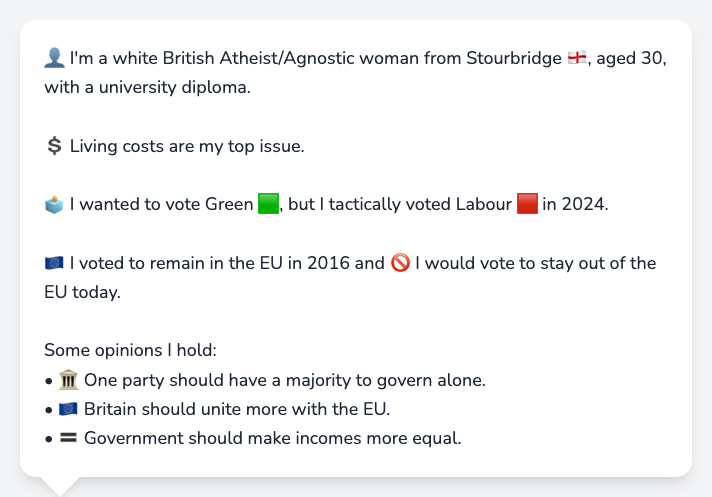 👤 I'm a white British Atheist/Agnostic woman from Stourbridge 🏴󠁧󠁢󠁥󠁮󠁧󠁿, aged 30,
with a university diploma.
💲 Living costs are my top issue.
🗳️ I wanted to vote Green 🟩, but I tactically voted Labour 🟥 in 2024.
🇪🇺 I voted to remain in the EU in 2016 and 🚫 I would vote to stay out of the
EU today.
Some opinions I hold:
• 🏛️ One party should have a majority to govern alone.
• 🇪🇺 Britain should unite more with the EU.
• 🟰 Government should make incomes more equal.